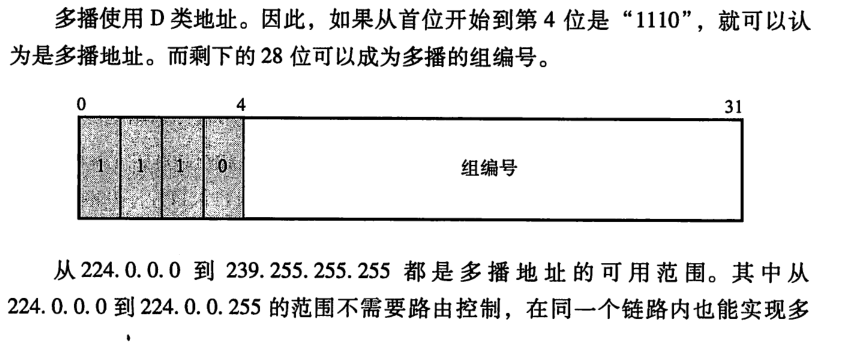 多播使用 D 类地址。因此，如果从首位开始到第 4 位是“1110”，就可以认
为是多播地址。而剩下的 28 位可以成为多播的组编号。
0 4 31
1 1 1 0 组编号
从 224. 0. 0. 0 到 239. 255. 255. 255 都是多播地址的可用范围。其中从
224. 0. 0. 0 到 224. 0. 0. 255 的范围不需要路由控制，在同一个链路内也能实现多